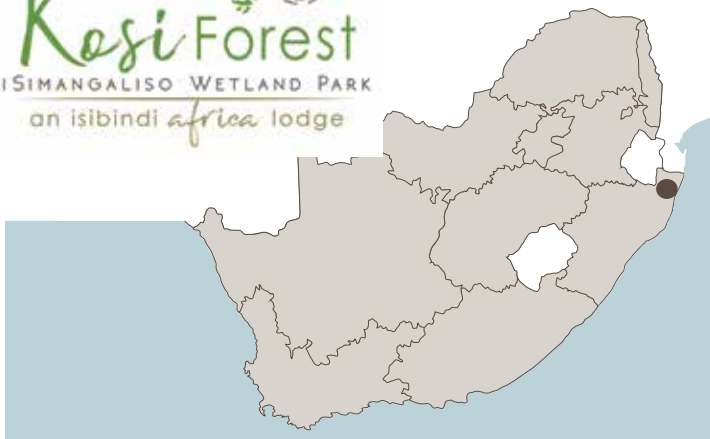 Kosi Forest
iSIMANGALISO WETLAND PARK
an isibindi africa lodge